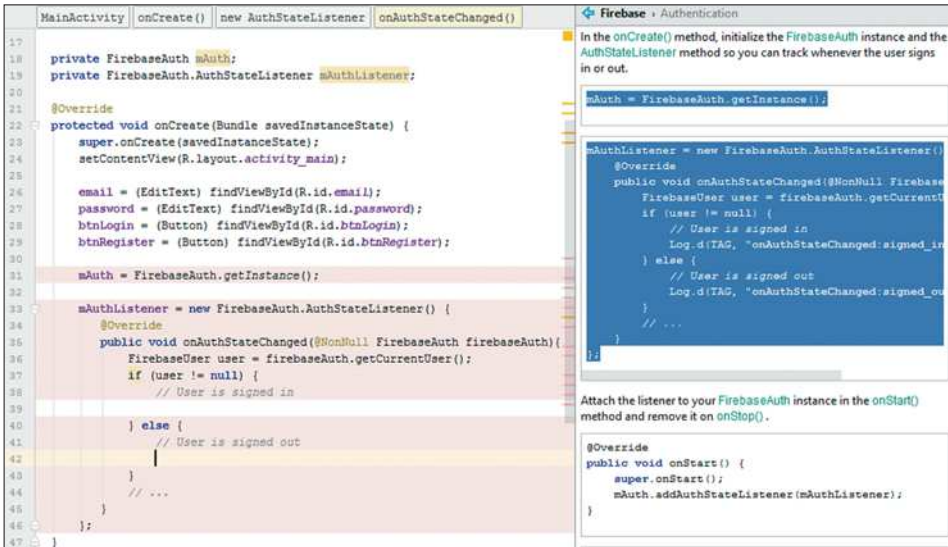 MainActivity onCreate() new AuthStateListener onAuthStateChanged()
17
18 private FirebaseAuth mAuth;
19 private FirebaseAuth.AuthStateListener mAuthListener;
20
21 @Override
22 protected void onCreate(Bundle savedInstanceState) {
23 super.onCreate(savedInstanceState);
24 setContentView(R.layout.activity_main);
25
26 email = (EditText) findViewById(R.id.email);
27 password = (EditText) findViewById(R.id.password);
28 btnLogin = (Button) findViewById(R.id.btnLogin);
29 btnRegister = (Button) findViewById(R.id.btnRegister);
30
31 mAuth = FirebaseAuth.getInstance();
32
33 mAuthListener = new FirebaseAuth.AuthStateListener() {
34 @Override
35 public void onAuthStateChanged(@NonNull FirebaseAuth firebaseAuth){
36 FirebaseUser user = firebaseAuth.getCurrentUser();
37 if (user != null) {
38 // User is signed in
39
40 } else {
41 // User is signed out
42
43 }
44 // ...
45 }
46 };
47 }
Firebase › Authentication
In the onCreate() method, initialize the FirebaseAuth instance and the
AuthStateListener method so you can track whenever the user signs
in or out.
mAuth = FirebaseAuth.getInstance();
mAuthListener = new FirebaseAuth.AuthStateListener()
@Override
public void onAuthStateChanged(@NonNull Firebase
FirebaseUser user = firebaseAuth.getCurrentU
if (user != null) {
// User is signed in
Log.d(TAG, "onAuthStateChanged:signed_in
} else {
// User is signed out
Log.d(TAG, "onAuthStateChanged:signed_ou
}
// ...
}
};
Attach the listener to your FirebaseAuth instance in the onStart()
method and remove it on onStop() .
@Override
public void onStart() {
super.onStart();
mAuth.addAuthStateListener(mAuthListener);
}